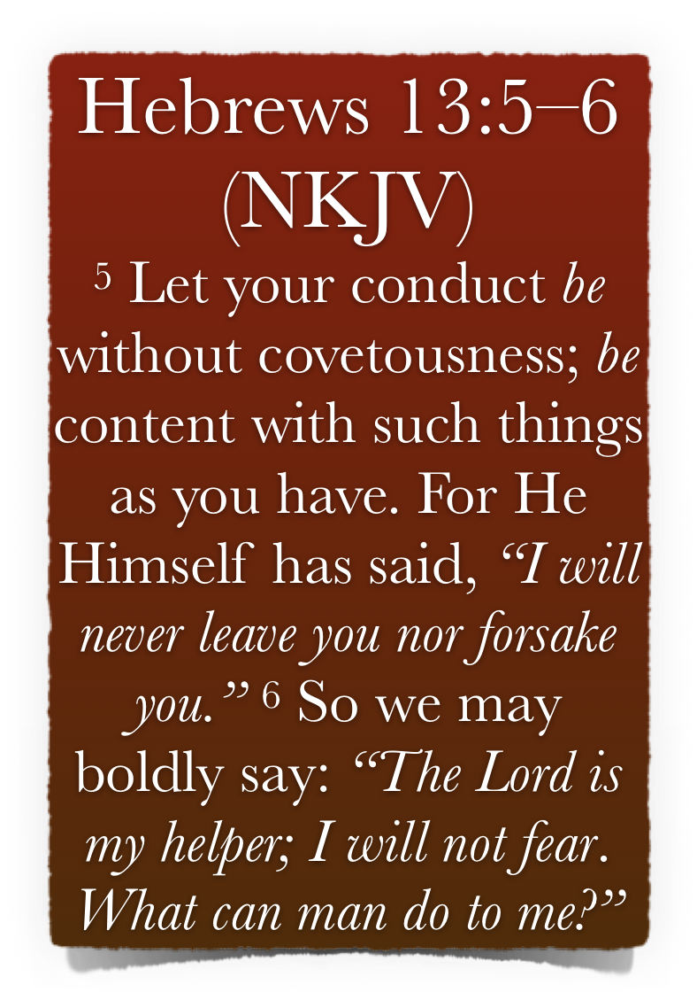 Hebrews 13:5–6
(NKJV)
⁵ Let your conduct be
without covetousness; be
content with such things
as you have. For He
Himself has said, “I will
never leave you nor forsake
you.” ⁶ So we may
boldly say: “The Lord is
my helper; I will not fear.
What can man do to me?”